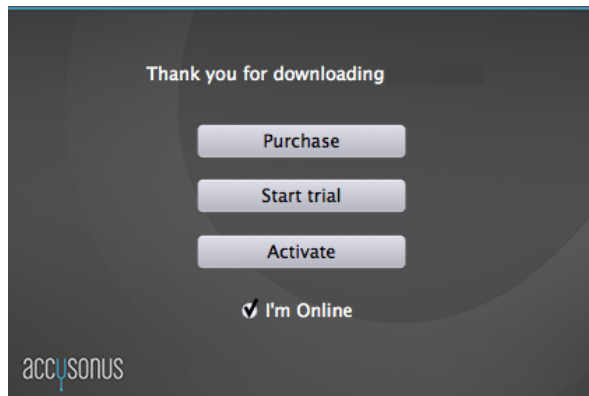 Thank you for downloading
Purchase
Start trial
Activate
I'm Online
accusonus